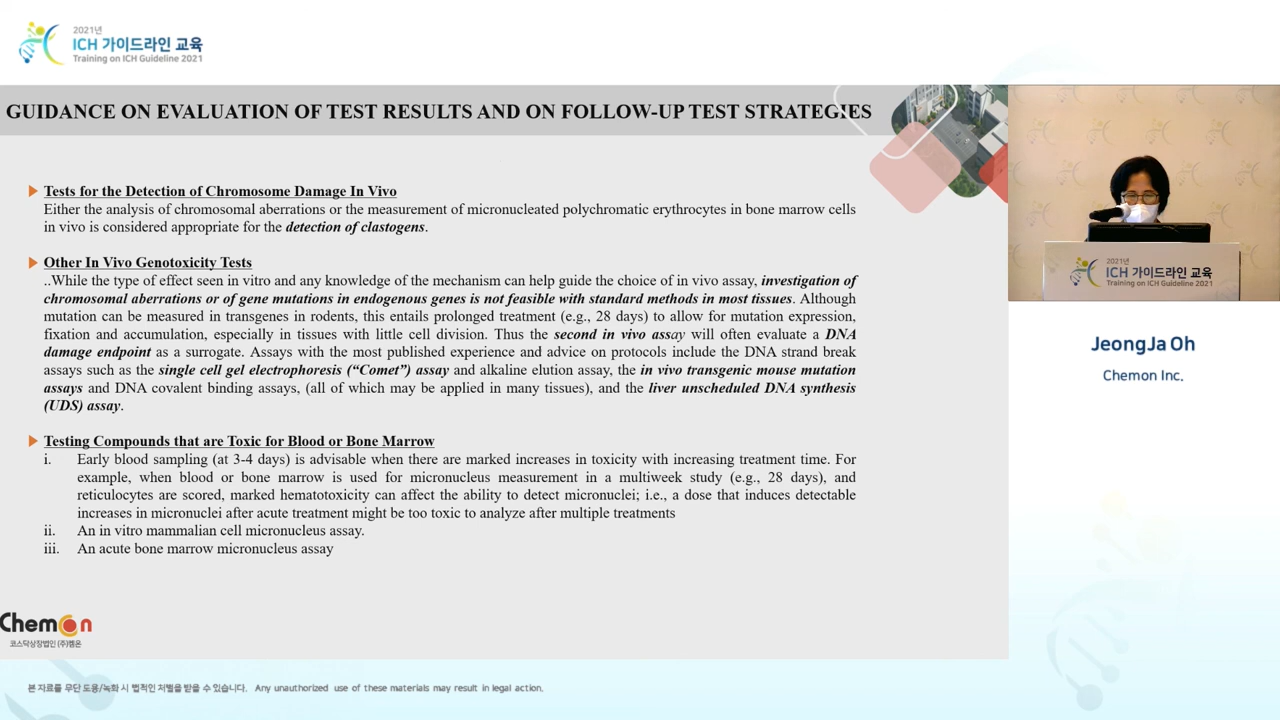 2021년
ICH 가이드라인 교육
Training on ICH Guideline 2021
GUIDANCE ON EVALUATION OF TEST RESULTS AND ON FOLLOW-UP TEST STRATEGIES
Tests for the Detection of Chromosome Damage In Vivo
Either the analysis of chromosomal aberrations or the measurement of micronucleated polychromatic erythrocytes in bone marrow cells
in vivo is considered appropriate for the detection of clastogens.
Other In Vivo Genotoxicity Tests
..While the type of effect seen in vitro and any knowledge of the mechanism can help guide the choice of in vivo assay, investigation of
chromosomal aberrations or of gene mutations in endogenous genes is not feasible with standard methods in most tissues. Although
mutation can be measured in transgenes in rodents, this entails prolonged treatment (e.g., 28 days) to allow for mutation expression,
fixation and accumulation, especially in tissues with little cell division. Thus the second in vivo assay will often evaluate a DNA
damage endpoint as a surrogate. Assays with the most published experience and advice on protocols include the DNA strand break
assays such as the single cell gel electrophoresis (“Comet”) assay and alkaline elution assay, the in vivo transgenic mouse mutation
assays and DNA covalent binding assays, (all of which may be applied in many tissues), and the liver unscheduled DNA synthesis
(UDS) assay.
Testing Compounds that are Toxic for Blood or Bone Marrow
i. Early blood sampling (at 3-4 days) is advisable when there are marked increases in toxicity with increasing treatment time. For
example, when blood or bone marrow is used for micronucleus measurement in a multiweek study (e.g., 28 days), and
reticulocytes are scored, marked hematotoxicity can affect the ability to detect micronuclei; i.e., a dose that induces detectable
increases in micronuclei after acute treatment might be too toxic to analyze after multiple treatments
ii. An in vitro mammalian cell micronucleus assay.
iii. An acute bone marrow micronucleus assay
2021년
ICH 가이드라인 교육
Training on ICH Guideline 2021
JeongJa Oh
Chemon Inc.
Chemon
코스닥상장법인 (주)켐온
본 자료를 무단 도용/녹화 시 법적인 처벌을 받을 수 있습니다. Any unauthorized use of these materials may result in legal action.